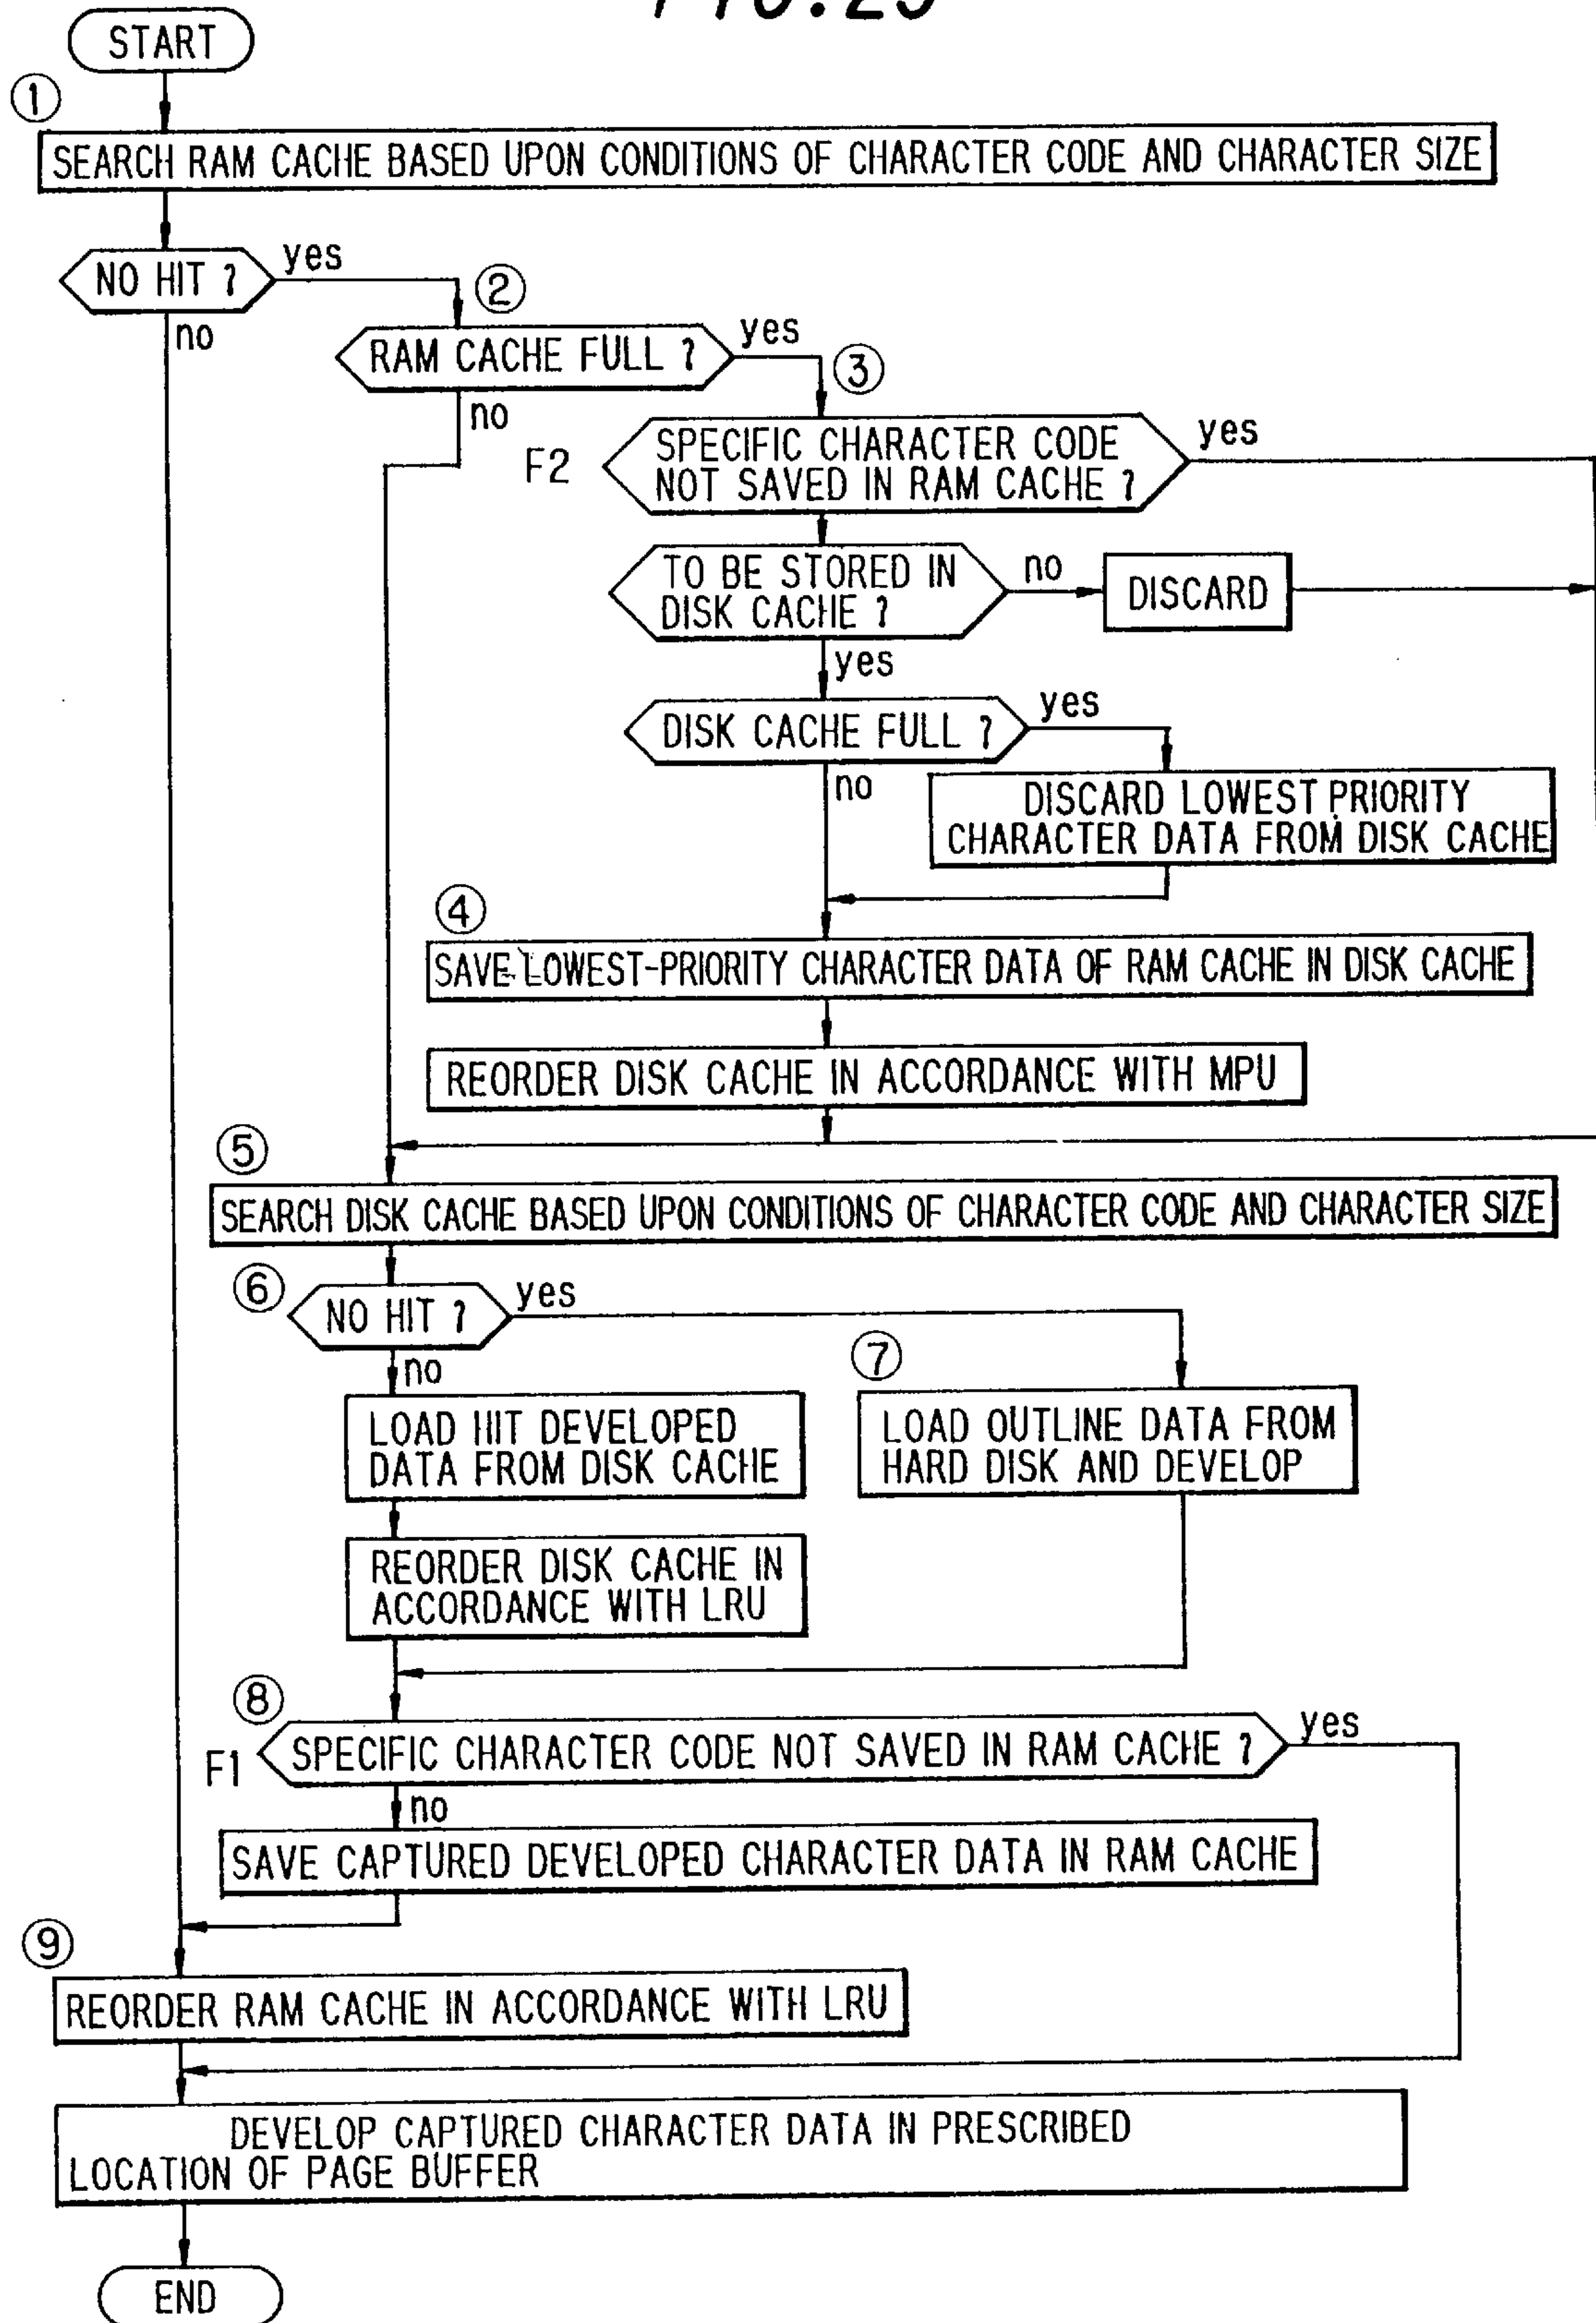 FIG. 25
START
①
SEARCH RAM CACHE BASED UPON CONDITIONS OF CHARACTER CODE AND CHARACTER SIZE
NO HIT ?
yes
no
②
RAM CACHE FULL ?
yes
no
③
F2
SPECIFIC CHARACTER CODE
NOT SAVED IN RAM CACHE ?
yes
TO BE STORED IN
DISK CACHE ?
no
DISCARD
yes
DISK CACHE FULL ?
yes
no
DISCARD LOWEST PRIORITY
CHARACTER DATA FROM DISK CACHE
④
SAVE LOWEST-PRIORITY CHARACTER DATA OF RAM CACHE IN DISK CACHE
REORDER DISK CACHE IN ACCORDANCE WITH MPU
⑤
SEARCH DISK CACHE BASED UPON CONDITIONS OF CHARACTER CODE AND CHARACTER SIZE
⑥
NO HIT ?
yes
no
⑦
LOAD HIT DEVELOPED
DATA FROM DISK CACHE
LOAD OUTLINE DATA FROM
HARD DISK AND DEVELOP
REORDER DISK CACHE IN
ACCORDANCE WITH LRU
⑧
F1
SPECIFIC CHARACTER CODE NOT SAVED IN RAM CACHE ?
yes
no
SAVE CAPTURED DEVELOPED CHARACTER DATA IN RAM CACHE
⑨
REORDER RAM CACHE IN ACCORDANCE WITH LRU
DEVELOP CAPTURED CHARACTER DATA IN PRESCRIBED
LOCATION OF PAGE BUFFER
END